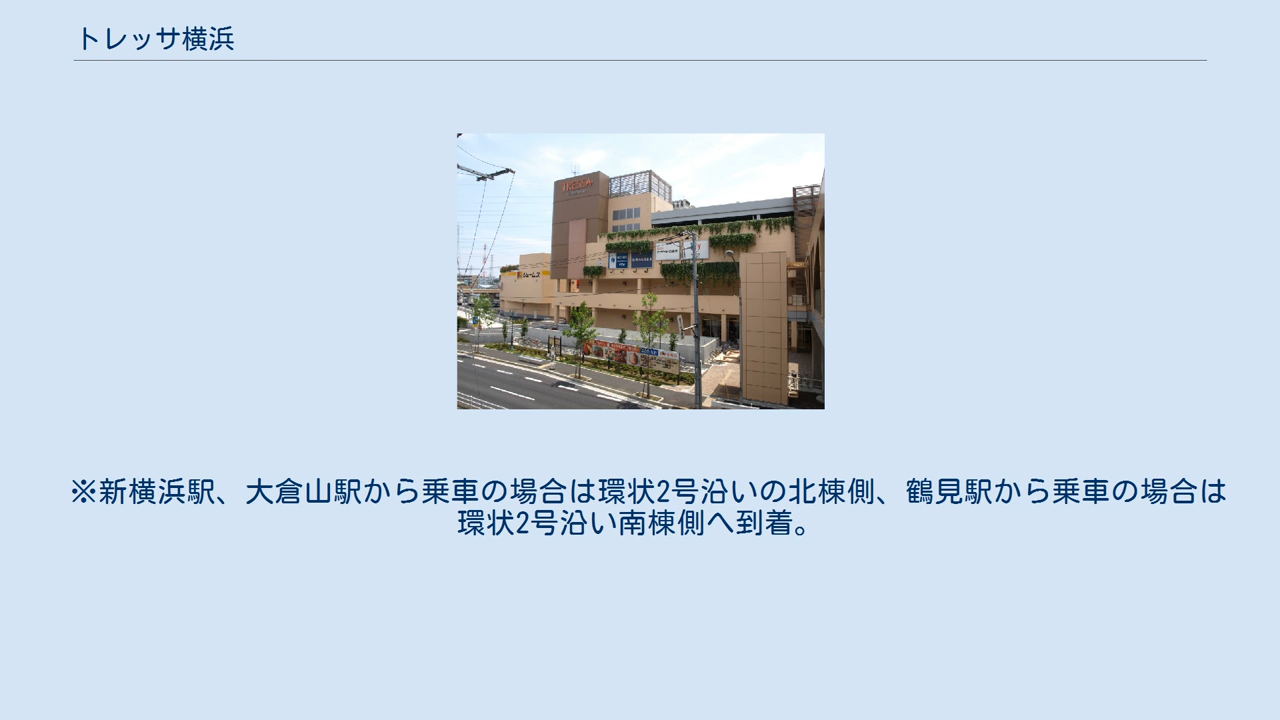 トレッサ横浜
TRESSA
※新横浜駅、大倉山駅から乗車の場合は環状2号沿いの北棟側、鶴見駅から乗車の場合は
環状2号沿い南棟側へ到着。